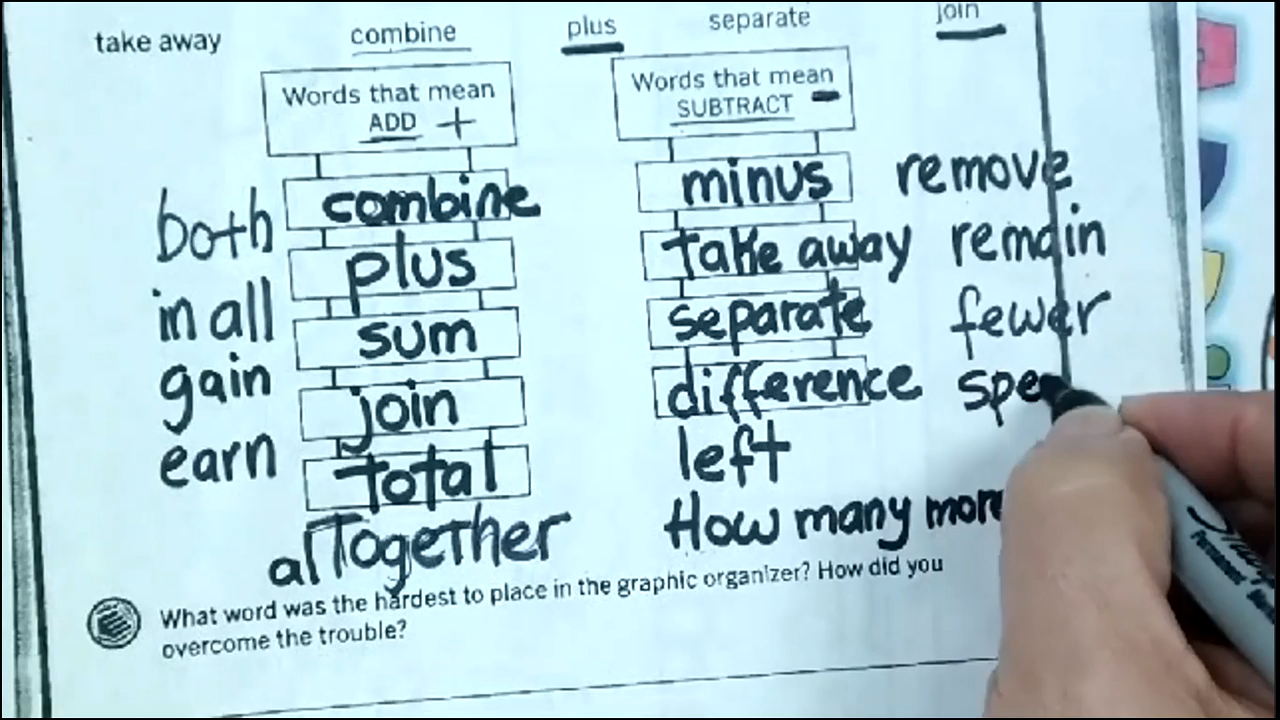 take away combine plus separate join
Words that mean
ADD +
Words that mean
SUBTRACT -
both combine minus remove
in all plus take away remain
gain sum separate fewer
earn join difference spe
total left
altogether How many more
What word was the hardest to place in the graphic organizer? How did you
overcome the trouble?
Permanent